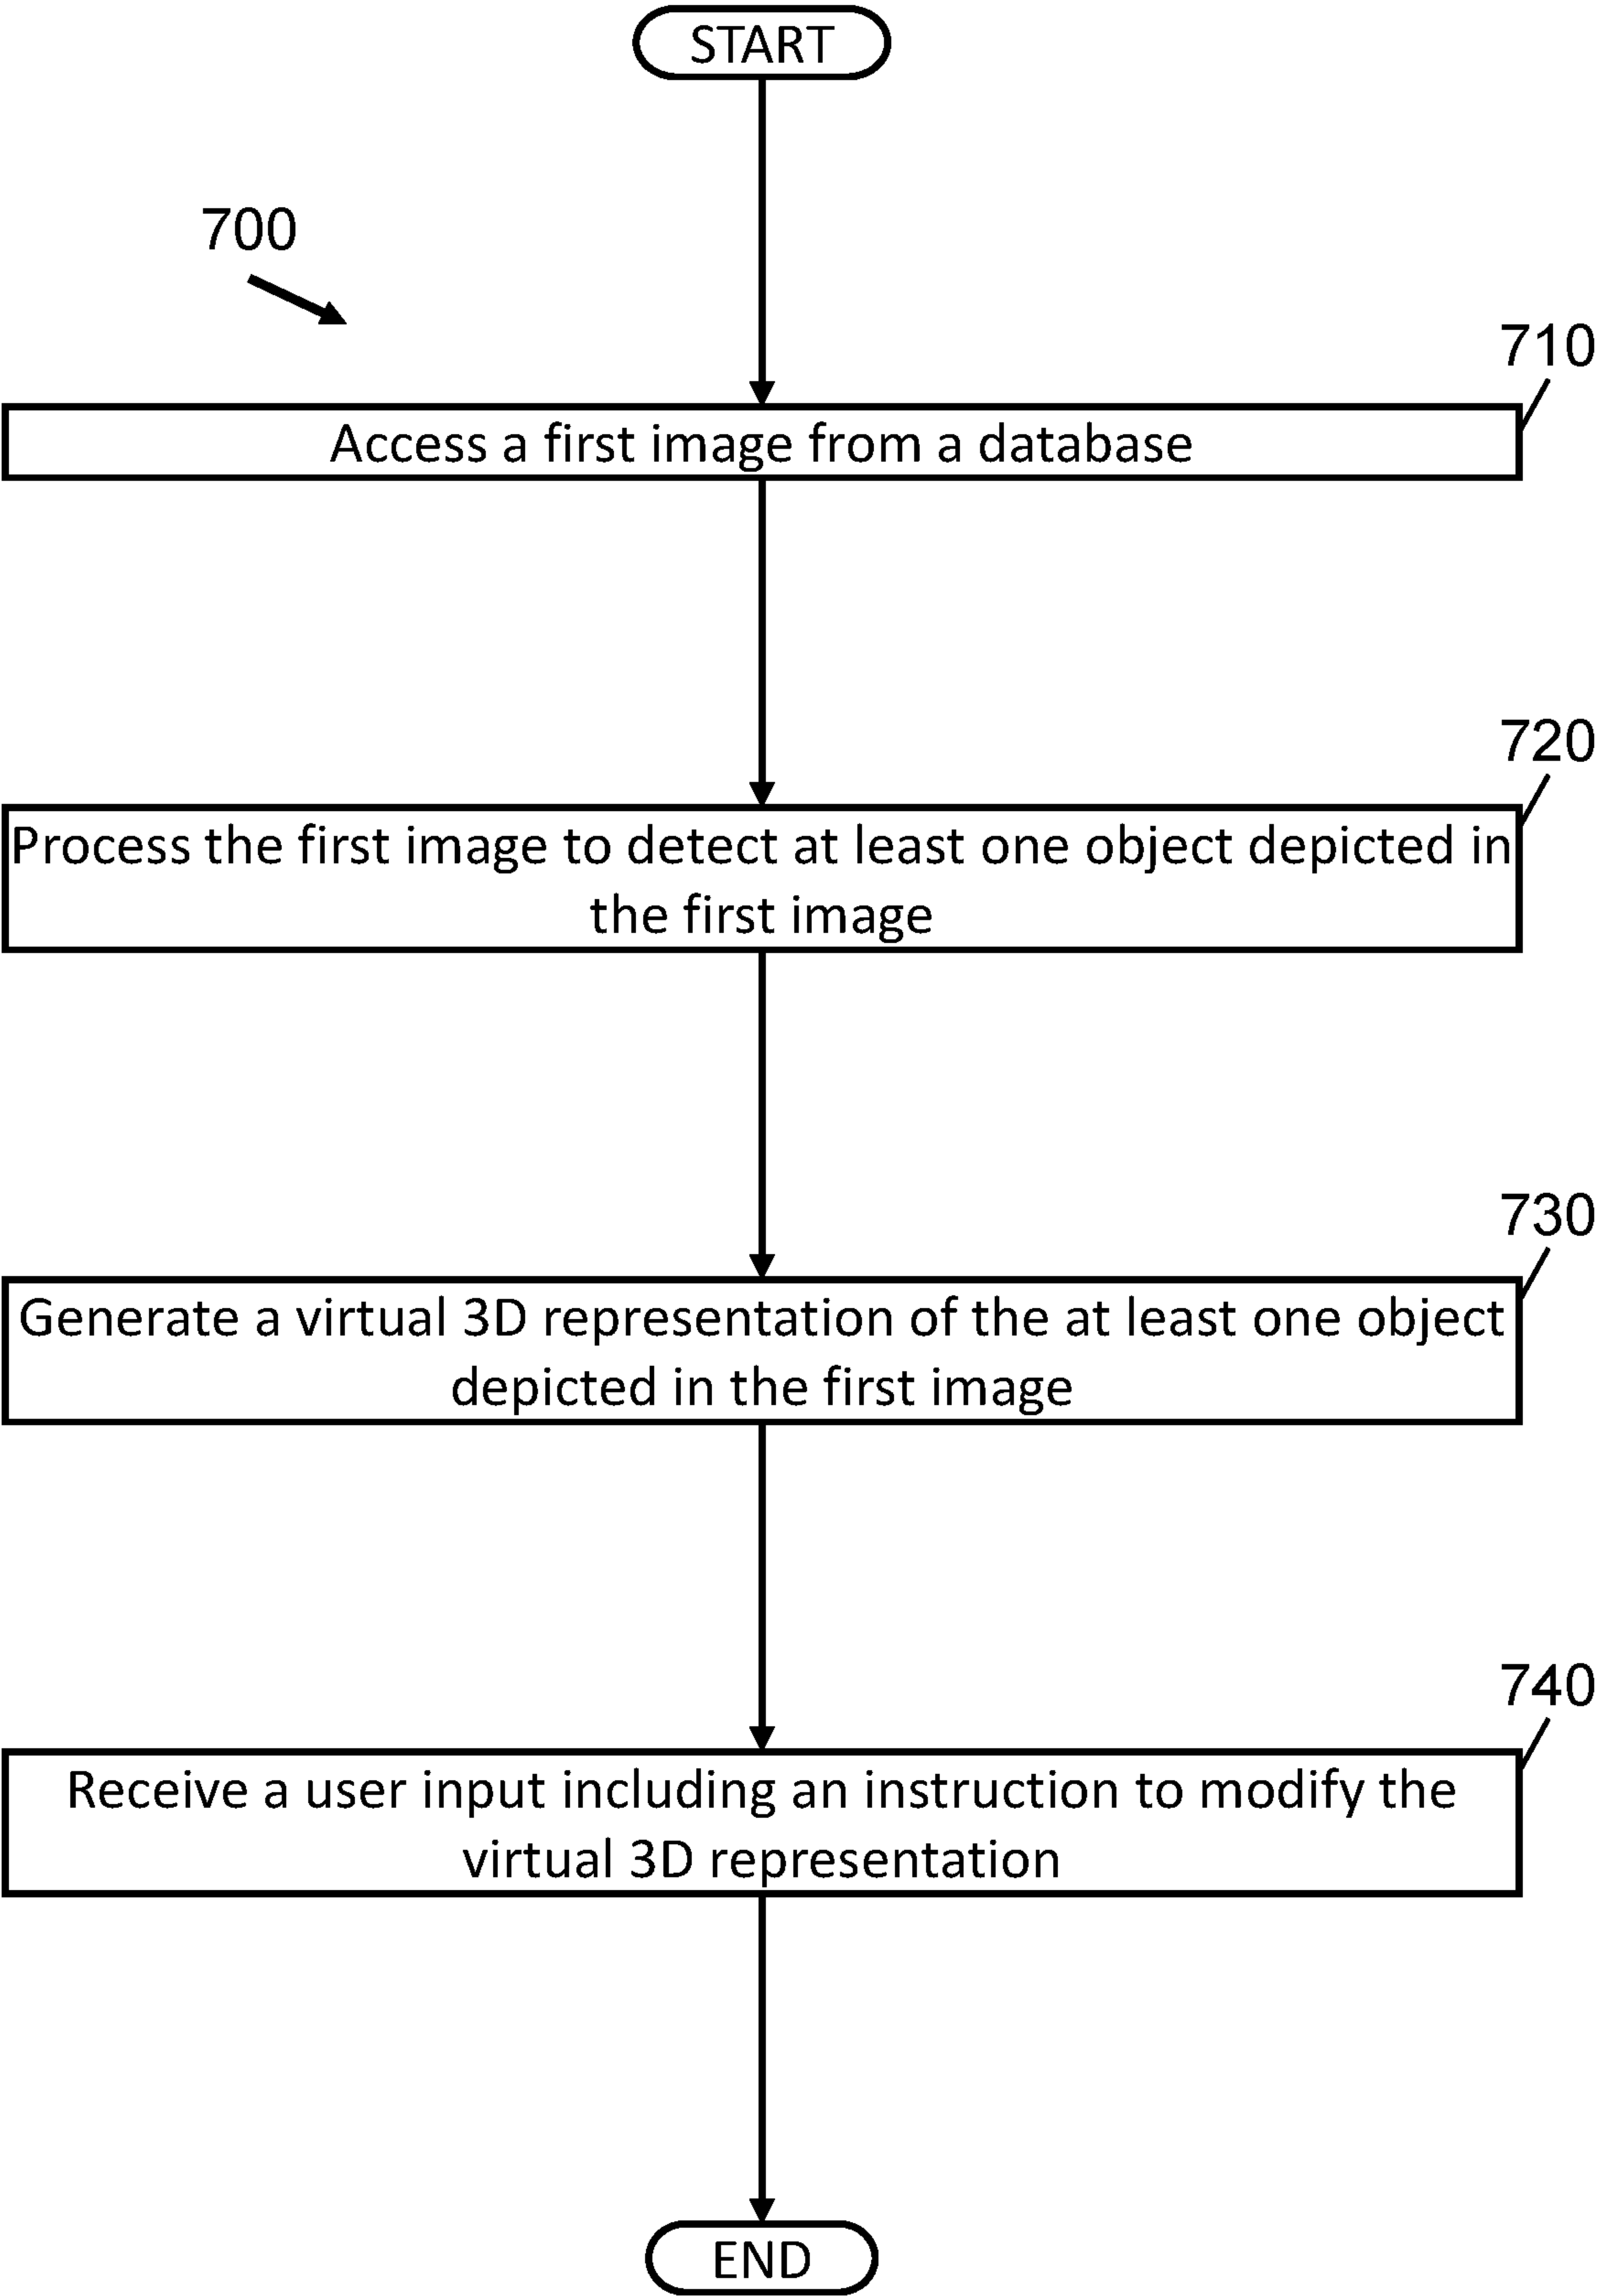 START
700
710
Access a first image from a database
720
Process the first image to detect at least one object depicted in
the first image
730
Generate a virtual 3D representation of the at least one object
depicted in the first image
740
Receive a user input including an instruction to modify the
virtual 3D representation
END